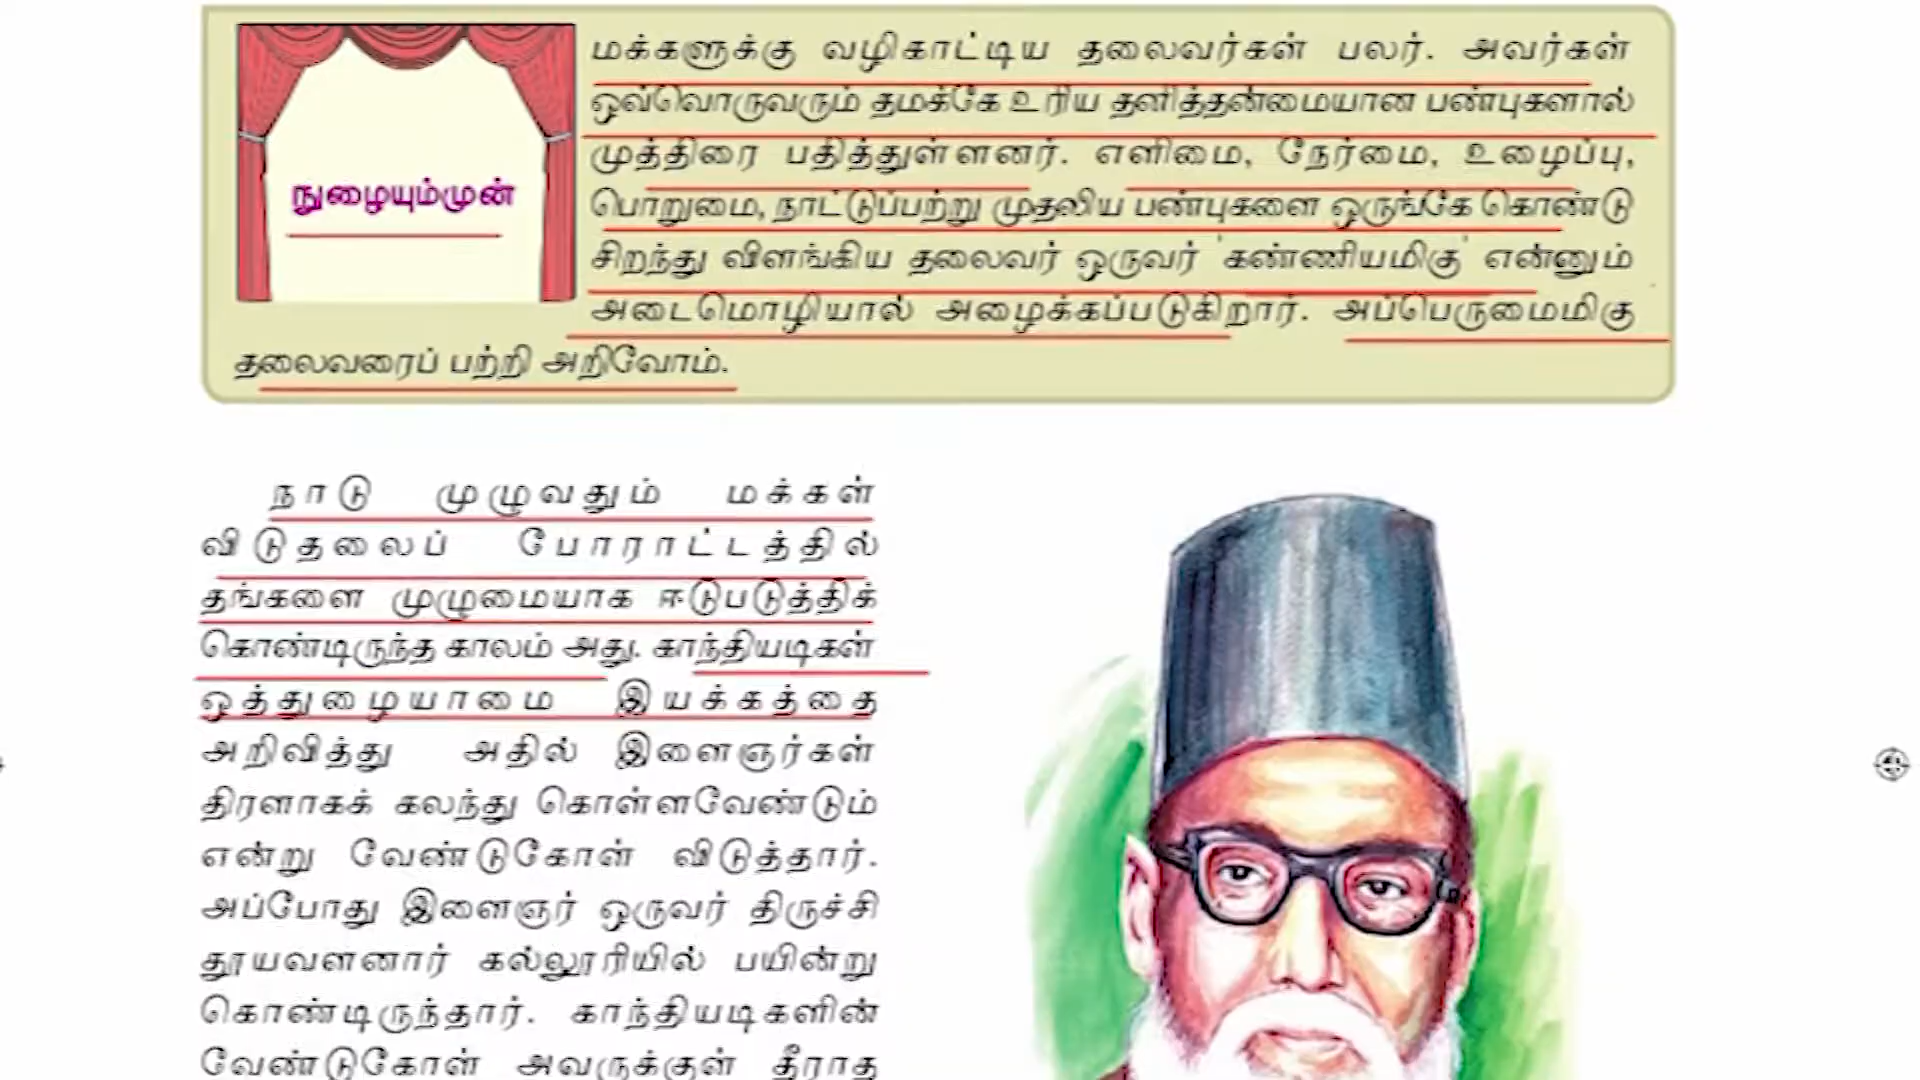 நுழையும்முன்
மக்களுக்கு வழிகாட்டிய தலைவர்கள் பலர். அவர்கள்
ஒவ்வொருவரும் தமக்கே உரிய தனித்தன்மையான பண்புகளால்
முத்திரை பதித்துள்ளனர். எளிமை, நேர்மை, உழைப்பு,
பொறுமை, நாட்டுப்பற்று முதலிய பண்புகளை ஒருங்கே கொண்டு
சிறந்து விளங்கிய தலைவர் ஒருவர் 'கண்ணியமிகு' என்னும்
அடைமொழியால் அழைக்கப்படுகிறார். அப்பெருமைமிகு
தலைவரைப் பற்றி அறிவோம்.
நாடு முழுவதும் மக்கள்
விடுதலைப் போராட்டத்தில்
தங்களை முழுமையாக ஈடுபடுத்திக்
கொண்டிருந்த காலம் அது. காந்தியடிகள்
ஒத்துழையாமை இயக்கத்தை
அறிவித்து அதில் இளைஞர்கள்
திரளாகக் கலந்து கொள்ளவேண்டும்
என்று வேண்டுகோள் விடுத்தார்.
அப்போது இளைஞர் ஒருவர் திருச்சி
தூயவளனார் கல்லூரியில் பயின்று
கொண்டிருந்தார். காந்தியடிகளின்
வேண்டுகோள் அவருக்குள் தீராத